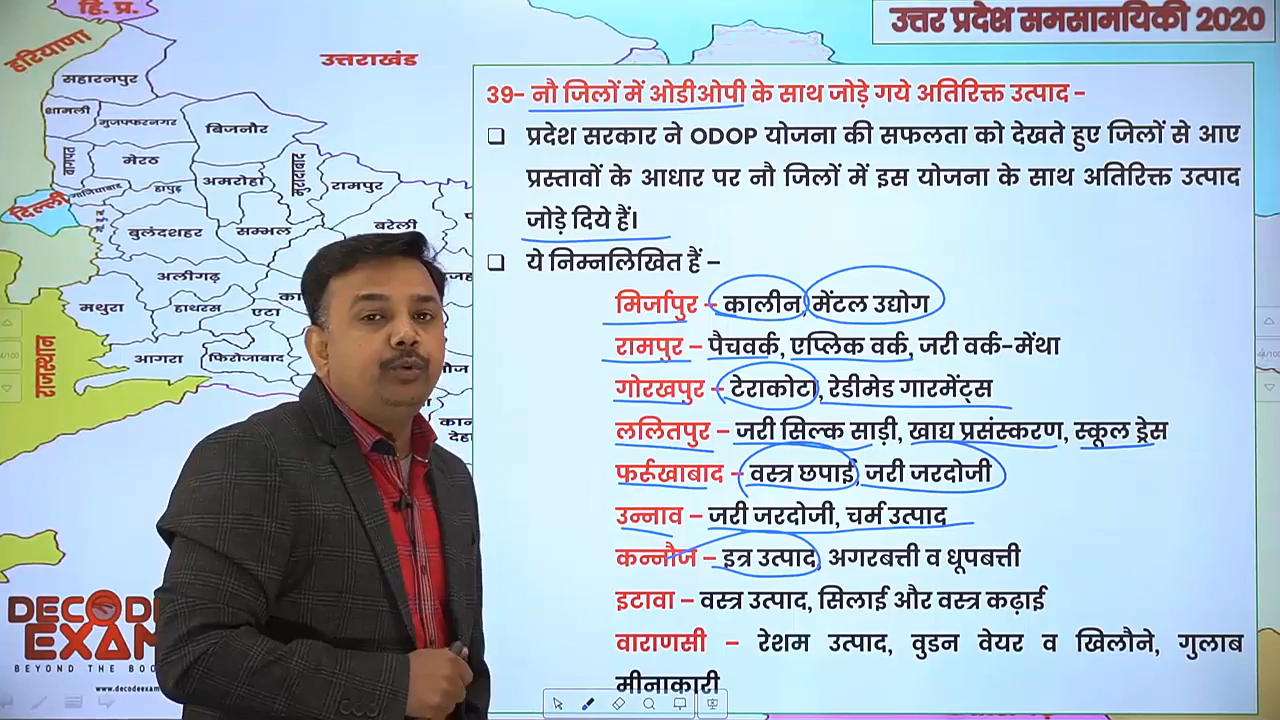 उत्तर प्रदेश समसामयिकी 2020
हि. प्र.
हरियाणा
उत्तराखंड
सहारनपुर
शामली
मुजफ्फरनगर
बिजनौर
बागपत
मेरठ
गाजियाबाद
हापुड़
अमरोहा
मुरादाबाद
रामपुर
दिल्ली
बुलंदशहर
सम्भल
बरेली
अलीगढ़
मथुरा
हाथरस
एटा
आगरा
फिरोजाबाद
राजस्थान
39- नौ जिलों में ओडीओपी के साथ जोड़े गये अतिरिक्त उत्पाद -
प्रदेश सरकार ने ODOP योजना की सफलता को देखते हुए जिलों से आए
प्रस्तावों के आधार पर नौ जिलों में इस योजना के साथ अतिरिक्त उत्पाद
जोड़े दिये हैं।
ये निम्नलिखित हैं –
मिर्जापुर – कालीन, मेंटल उद्योग
रामपुर – पैचवर्क, एप्लिक वर्क, जरी वर्क-मेंथा
गोरखपुर – टेराकोटा, रेडीमेड गारमेंट्स
ललितपुर – जरी सिल्क साड़ी, खाद्य प्रसंस्करण, स्कूल ड्रेस
फर्रूखाबाद – वस्त्र छपाई, जरी जरदोजी
उन्नाव – जरी जरदोजी, चर्म उत्पाद
कन्नौज – इत्र उत्पाद, अगरबत्ती व धूपबत्ती
इटावा – वस्त्र उत्पाद, सिलाई और वस्त्र कढ़ाई
वाराणसी – रेशम उत्पाद, वुडन वेयर व खिलौने, गुलाब
मीनाकारी
DECODE
EXAM
BEYOND THE BOO
www.decodeexam